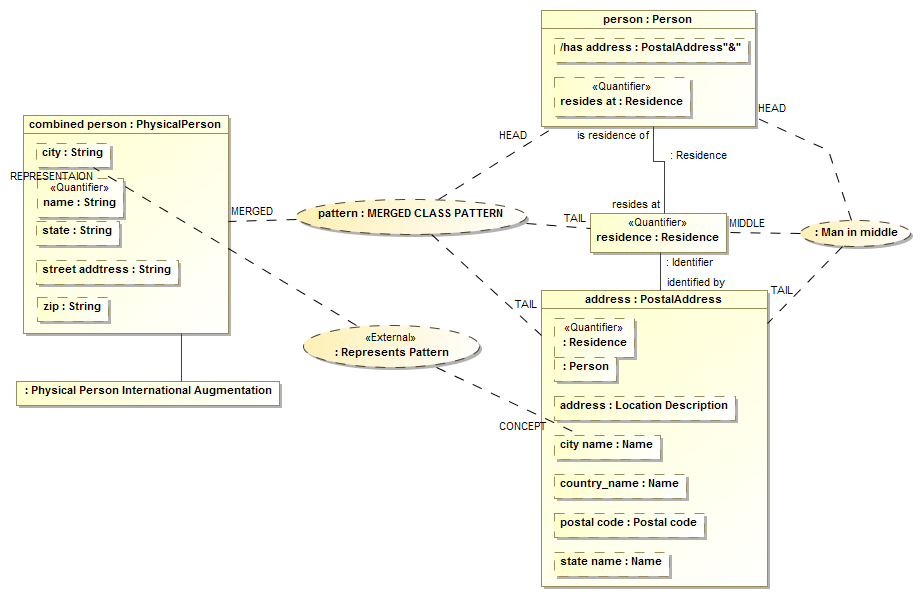 person : Person
/has address : PostalAddress"&"
«Quantifier»
resides at : Residence
HEAD
HEAD
is residence of
: Residence
resides at
combined person : PhysicalPerson
city : String
REPRESENTAION
«Quantifier»
name : String
state : String
street addtress : String
zip : String
MERGED
pattern : MERGED CLASS PATTERN
TAIL
«Quantifier»
residence : Residence
MIDDLE
: Man in middle
: Identifier
identified by
TAIL
TAIL
«External»
: Represents Pattern
CONCEPT
: Physical Person International Augmentation
address : PostalAddress
«Quantifier»
: Residence
: Person
address : Location Description
city name : Name
country_name : Name
postal code : Postal code
state name : Name